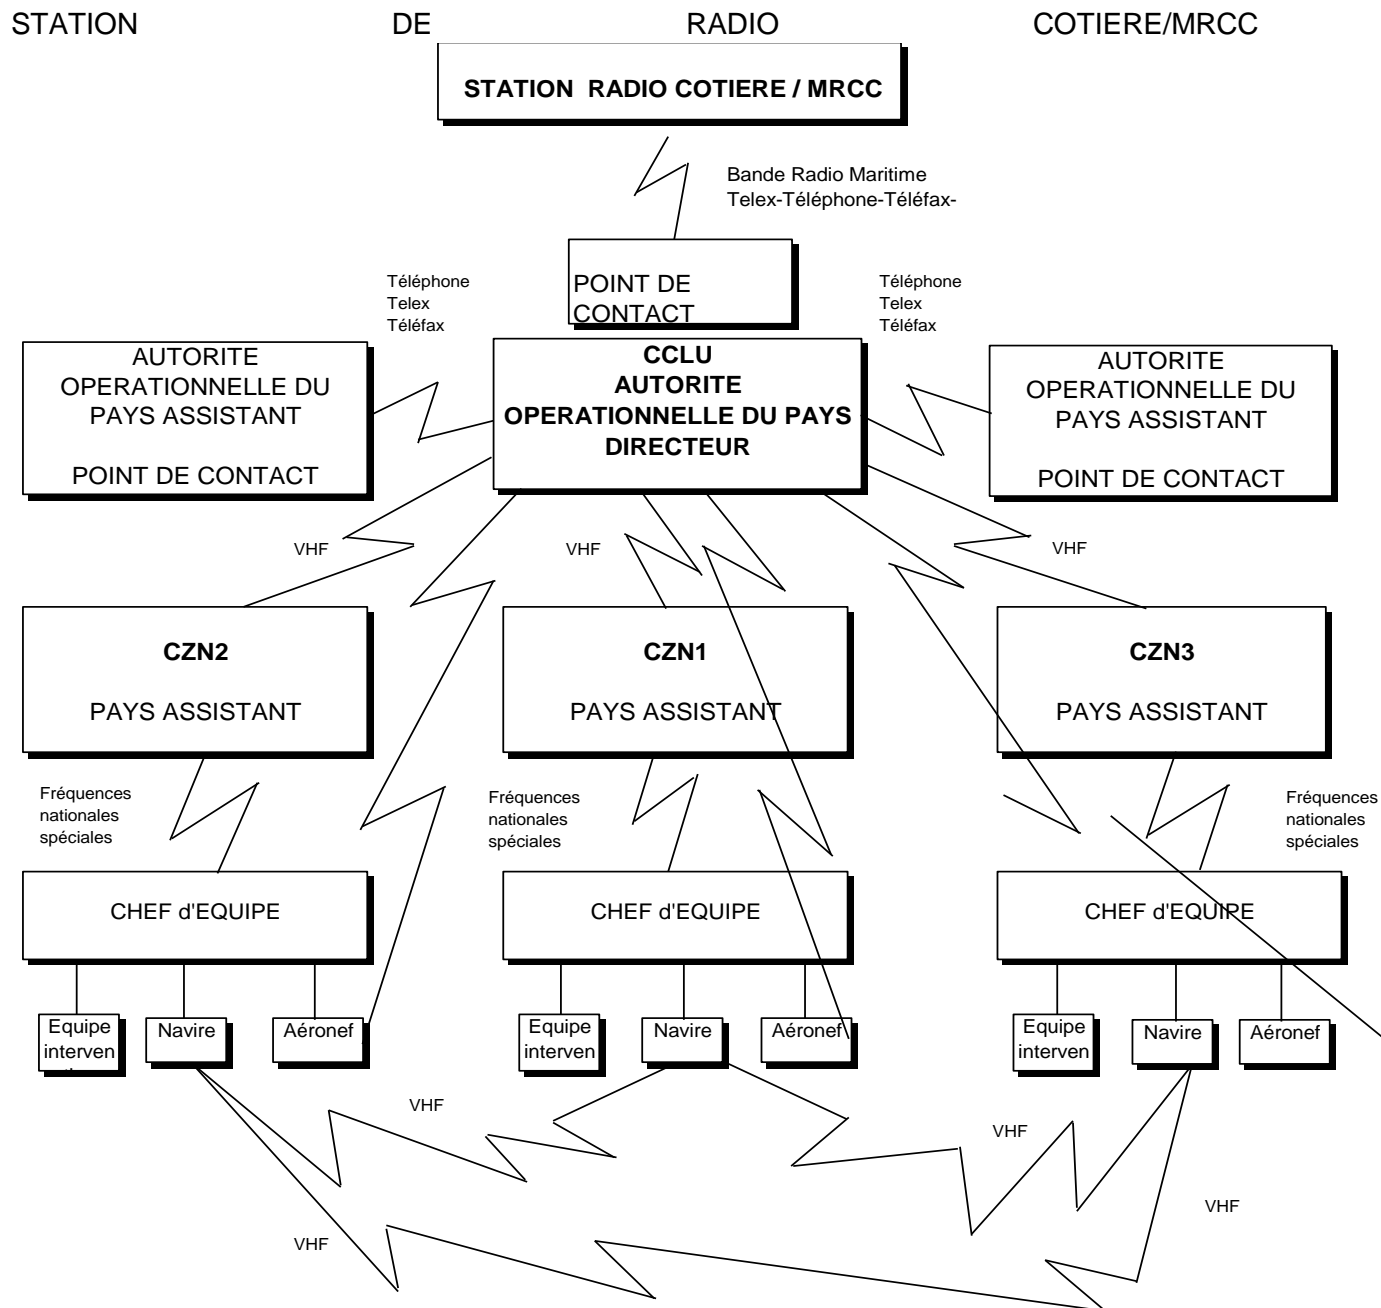 STATION DE RADIO COTIERE/MRCC
STATION RADIO COTIERE / MRCC
Bande Radio Maritime
Telex-Téléphone-Téléfax-
POINT DE
CONTACT
Téléphone
Telex
Téléfax
Téléphone
Telex
Téléfax
AUTORITE
OPERATIONNELLE DU
PAYS ASSISTANT
POINT DE CONTACT
CCLU
AUTORITE
OPERATIONNELLE DU PAYS
DIRECTEUR
AUTORITE
OPERATIONNELLE DU
PAYS ASSISTANT
POINT DE CONTACT
VHF
VHF
VHF
CZN2
PAYS ASSISTANT
CZN1
PAYS ASSISTANT
CZN3
PAYS ASSISTANT
Fréquences
nationales
spéciales
Fréquences
nationales
spéciales
Fréquences
nationales
spéciales
CHEF d'EQUIPE
CHEF d'EQUIPE
CHEF d'EQUIPE
Equipe
interven
Navire
Aéronef
Equipe
interven
Navire
Aéronef
Equipe
interven
Navire
Aéronef
VHF
VHF
VHF
VHF